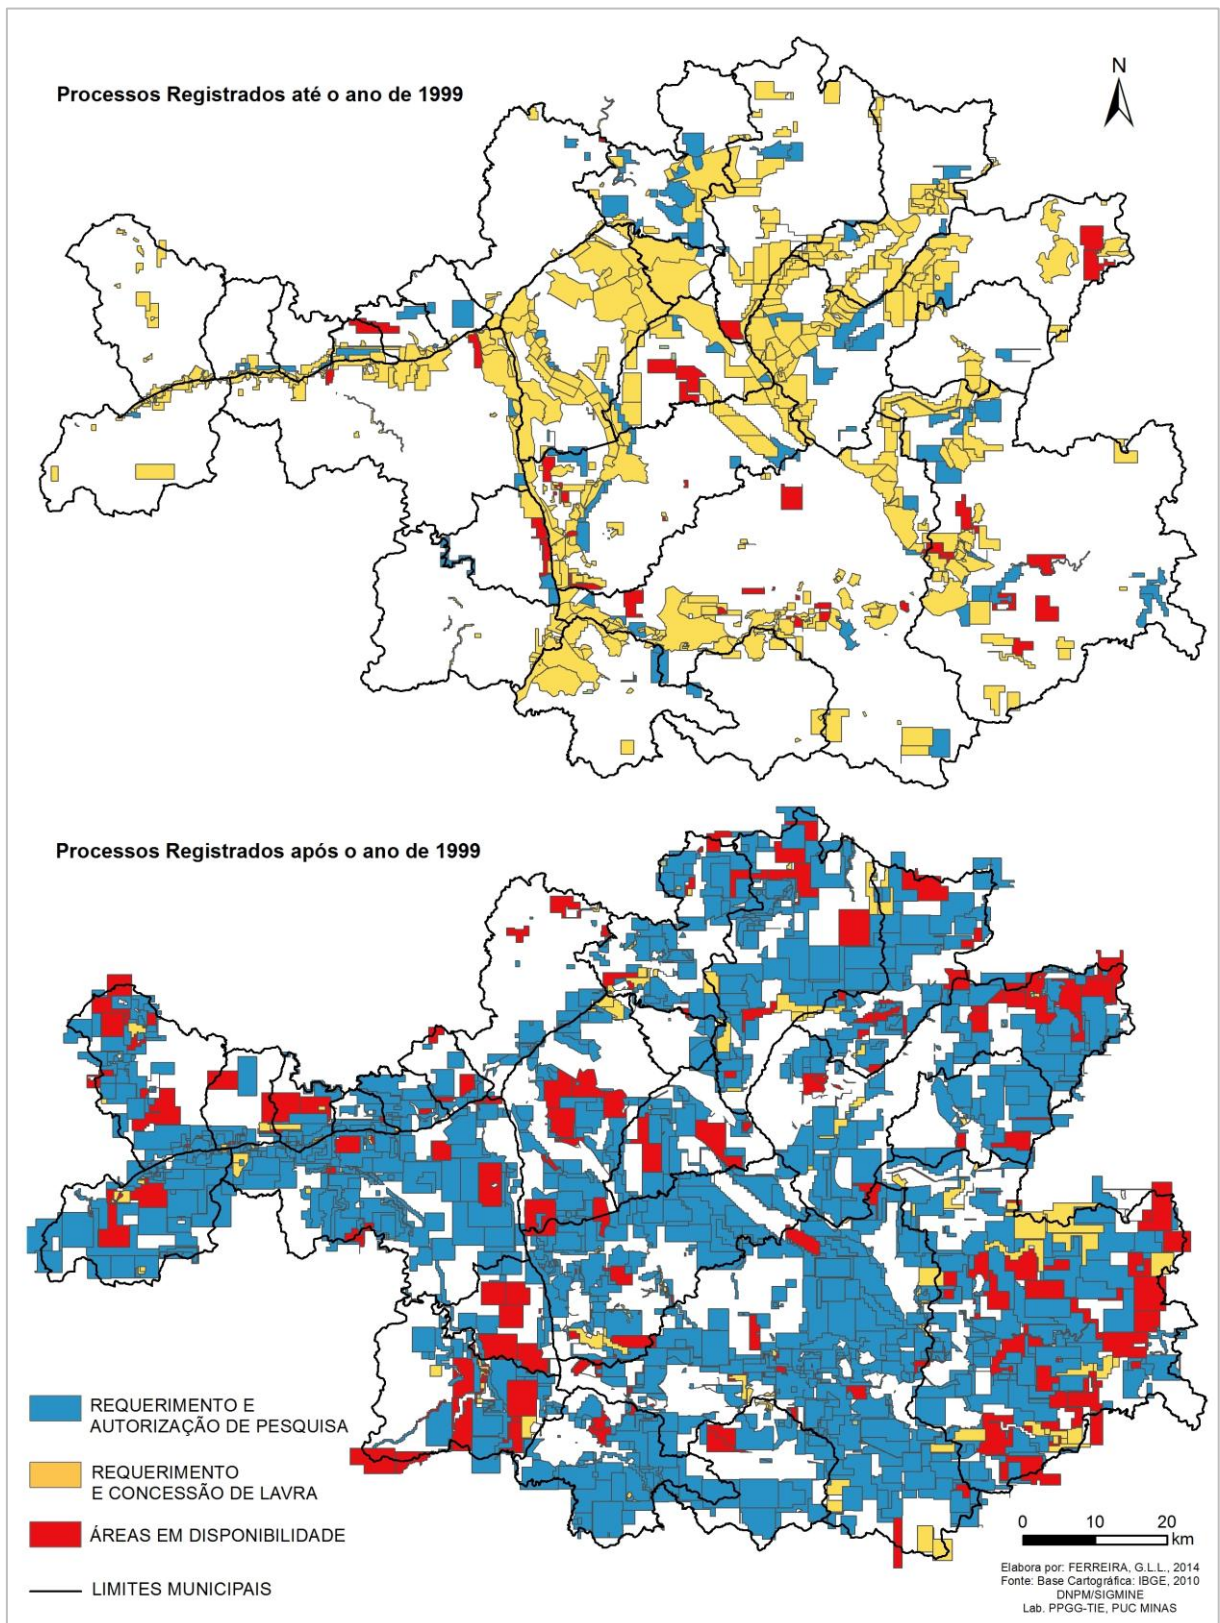 Processos Registrados até o ano de 1999
N
Processos Registrados após o ano de 1999
REQUERIMENTO E
AUTORIZAÇÃO DE PESQUISA
REQUERIMENTO
E CONCESSÃO DE LAVRA
ÁREAS EM DISPONIBILIDADE
LIMITES MUNICIPAIS
0 10 20
km
Elabora por: FERREIRA, G.L.L., 2014
Fonte: Base Cartográfica: IBGE, 2010
DNPM/SIGMINE
Lab. PPGG-TIE, PUC MINAS